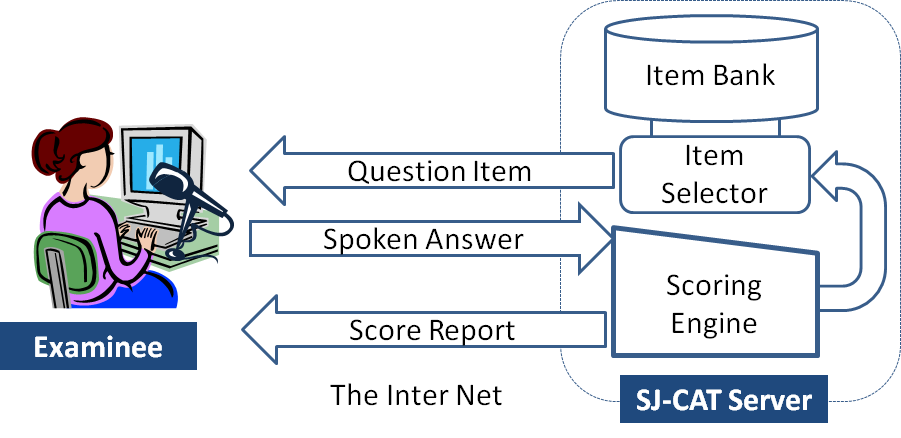 Item Bank
Question Item
Item
Selector
Spoken Answer
Scoring
Engine
Score Report
Examinee
The Inter Net
SJ-CAT Server